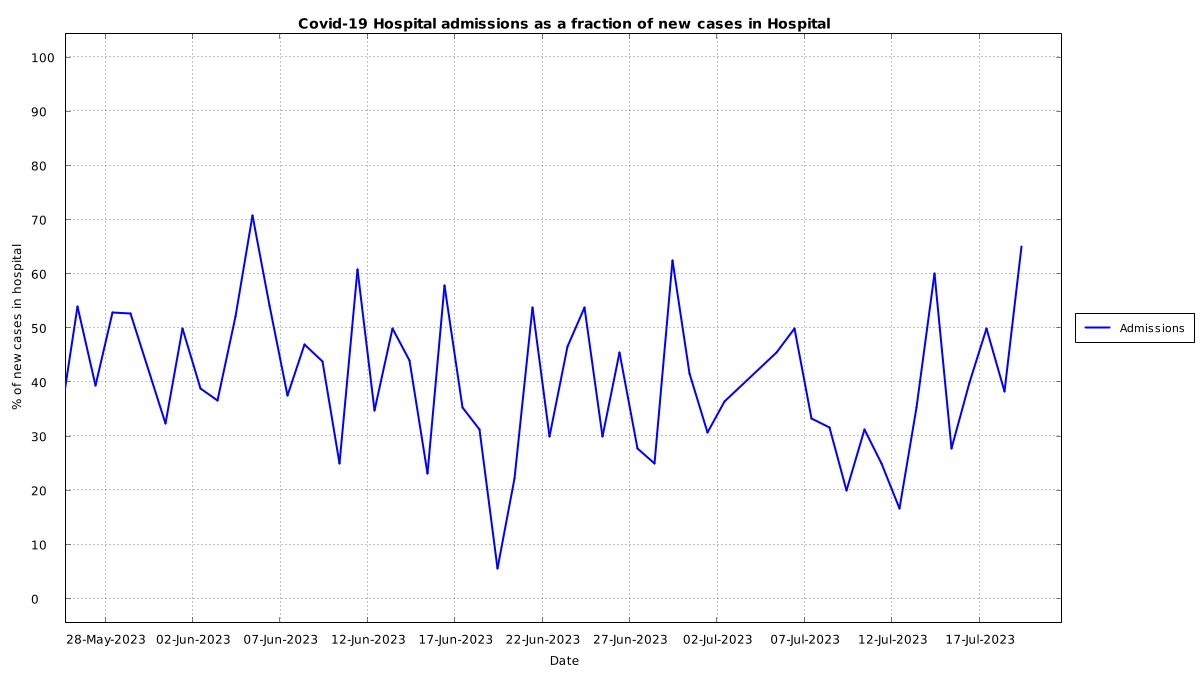 Covid-19 Hospital admissions as a fraction of new cases in Hospital
100
90
80
70
60
50
40
30
20
10
0
% of new cases in hospital
28-May-2023 02-Jun-2023 07-Jun-2023 12-Jun-2023 17-Jun-2023 22-Jun-2023 27-Jun-2023 02-Jul-2023 07-Jul-2023 12-Jul-2023 17-Jul-2023
Date
Admissions